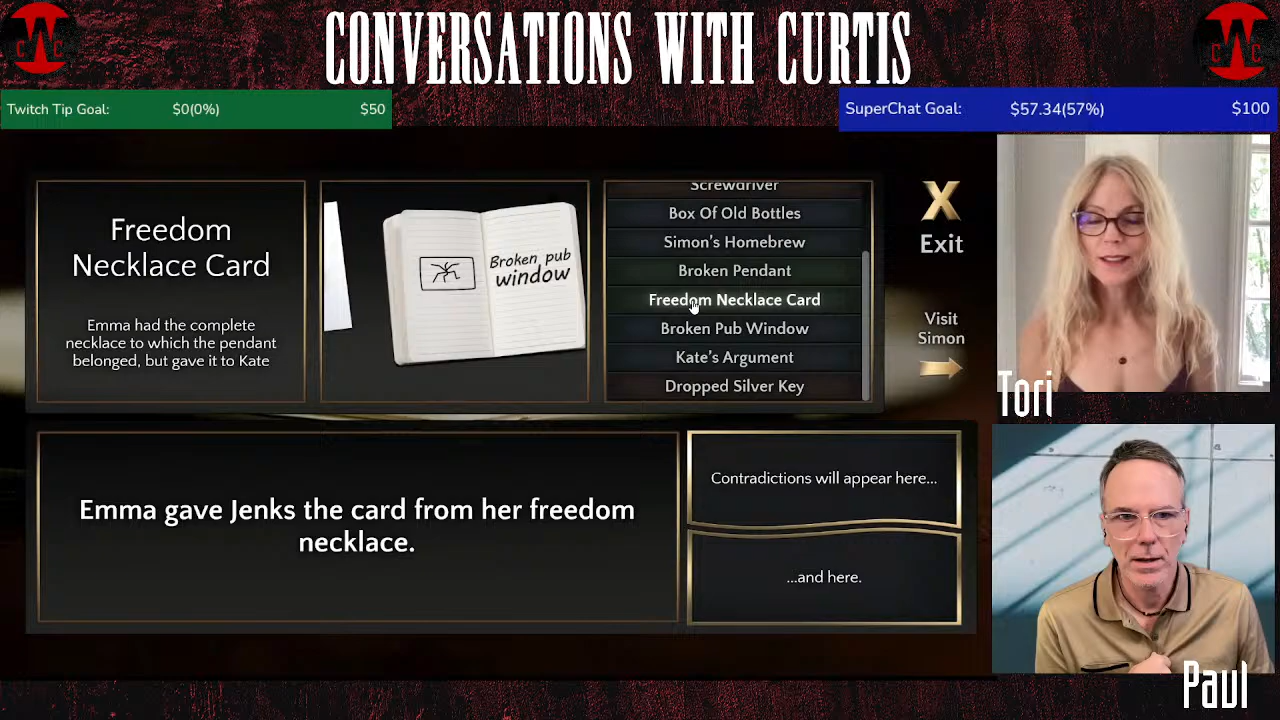 CONVERSATIONS WITH CURTIS
C C
C C
Twitch Tip Goal: $0(0%) $50
SuperChat Goal: $57.34(57%) $100
Freedom
Necklace Card
Emma had the complete
necklace to which the pendant
belonged, but gave it to Kate
Broken pub
window
Screwdriver
Box Of Old Bottles
Simon's Homebrew
Broken Pendant
Freedom Necklace Card
Broken Pub Window
Kate's Argument
Dropped Silver Key
X
Exit
Visit
Simon
Tori
Emma gave Jenks the card from her freedom
necklace.
Contradictions will appear here...
...and here.
Paul